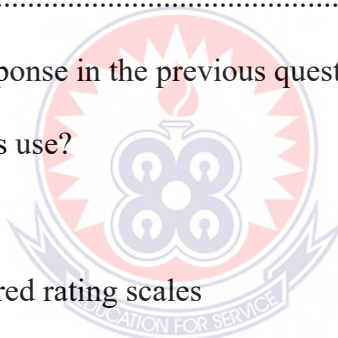 ponse in the previous quest
s use?
red rating scales
EDUCATION FOR SERVICE